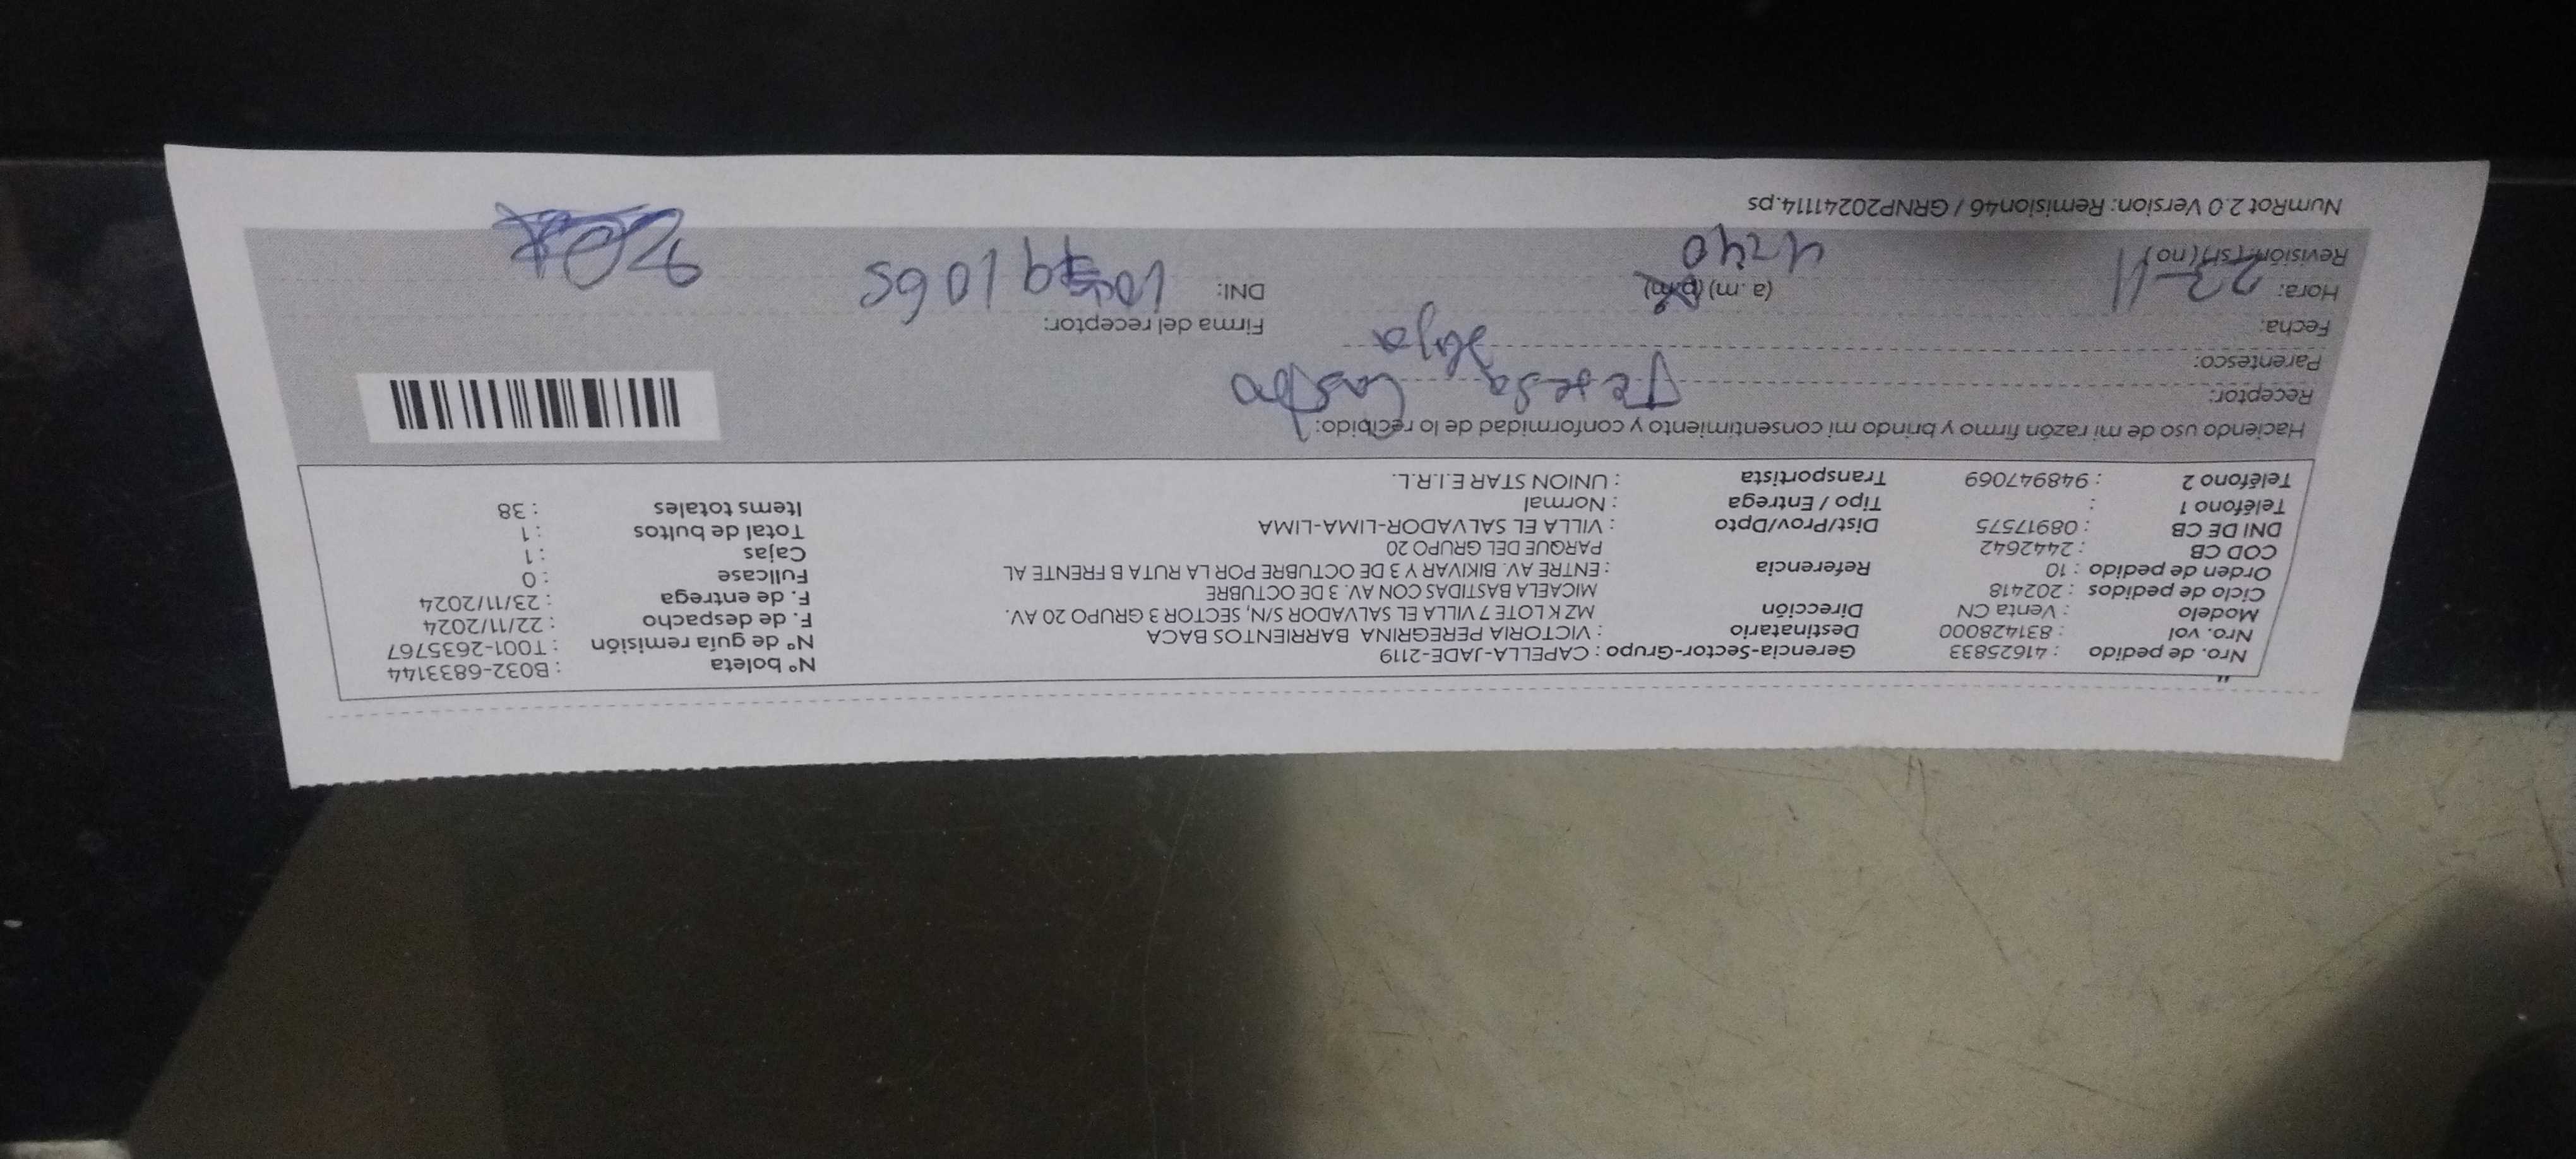 Nro. de pedido : 41625833 Gerencia-Sector-Grupo : CAPELLA-JADE-2119 N° boleta : B032-6833144
Nro. vol : 831428000 Destinatario : VICTORIA PEREGRINA BARRIENTOS BACA N° de guía remisión : T001-2635767
Modelo : Venta CN Dirección MZ K LOTE 7 VILLA EL SALVADOR S/N, SECTOR 3 GRUPO 20 AV. F. de despacho : 22/11/2024
Ciclo de pedidos : 202418 MICAELA BASTIDAS CON AV. 3 DE OCTUBRE F. de entrega : 23/11/2024
Orden de pedido : 10 Referencia : ENTRE AV. BIKIVAR Y 3 DE OCTUBRE POR LA RUTA B FRENTE AL Fullcase : 0
COD CB : 2442642 PARQUE DEL GRUPO 20 Cajas : 1
DNI DE CB : 08917575 Dist/Prov/Dpto : VILLA EL SALVADOR-LIMA-LIMA Total de bultos : 1
Teléfono 1 : Tipo / Entrega : Normal Items totales : 38
Teléfono 2 : 948947069 Transportista : UNION STAR E.I.R.L.
Haciendo uso de mi razón firmo y brindo mi consentimiento y conformidad de lo recibido:
Receptor: Teresa Castro
Parentesco: Hija
Fecha: Firma del receptor:
Hora: 23-11 (a.m) (p.m) DNI:
Revisión: (si) (no) 4:40
NumRot 2.0 Version: Remision46 / GRNP20241114.ps